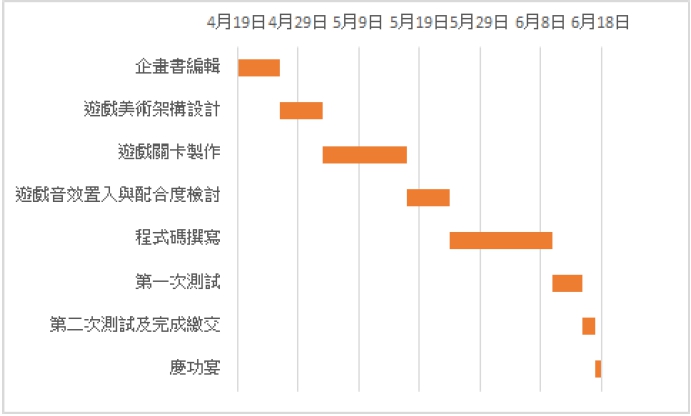 4月19日 4月29日 5月9日 5月19日 5月29日 6月8日 6月18日
企畫書編輯
遊戲美術架構設計
遊戲關卡製作
遊戲音效置入與配合度檢討
程式碼撰寫
第一次測試
第二次測試及完成繳交
慶功宴